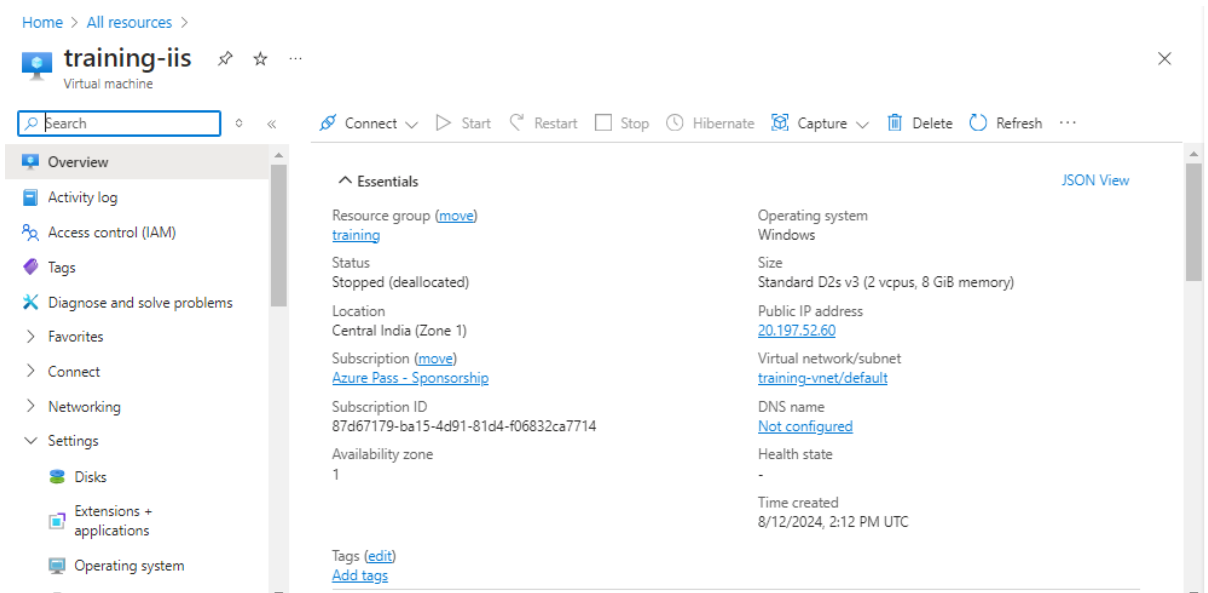 Home > All resources >
training-iis ...
Virtual machine
Search
Connect Start Restart Stop Hibernate Capture Delete Refresh ...
Overview
Activity log
Access control (IAM)
Tags
Diagnose and solve problems
Favorites
Connect
Networking
Settings
Disks
Extensions +
applications
Operating system
Essentials
JSON View
Resource group (move)
training
Status
Stopped (deallocated)
Location
Central India (Zone 1)
Subscription (move)
Azure Pass - Sponsorship
Subscription ID
87d67179-ba15-4d91-81d4-f06832ca7714
Availability zone
1
Operating system
Windows
Size
Standard D2s v3 (2 vcpus, 8 GiB memory)
Public IP address
20.197.52.60
Virtual network/subnet
training-vnet/default
DNS name
Not configured
Health state
-
Time created
8/12/2024, 2:12 PM UTC
Tags (edit)
Add tags